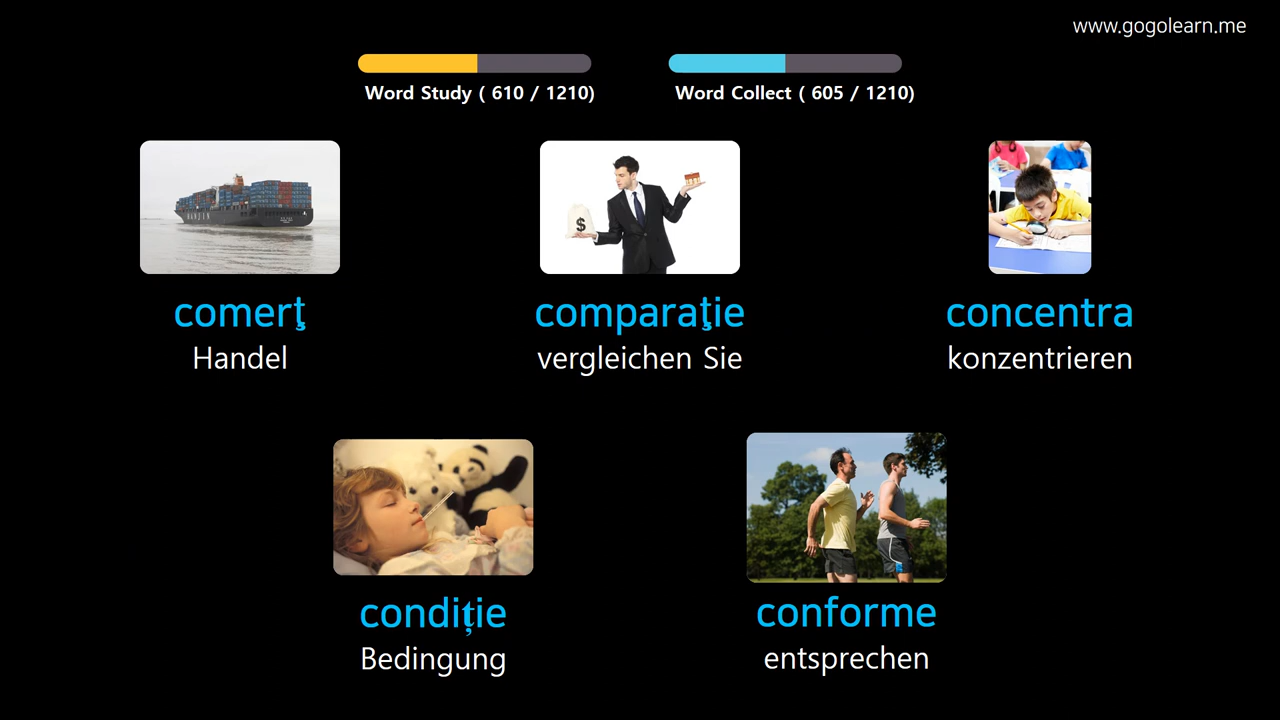 www.gogolearn.me
Word Study ( 610 / 1210)
Word Collect ( 605 / 1210)
comerţ
Handel
comparaţie
vergleichen Sie
concentra
konzentrieren
condiție
Bedingung
conforme
entsprechen